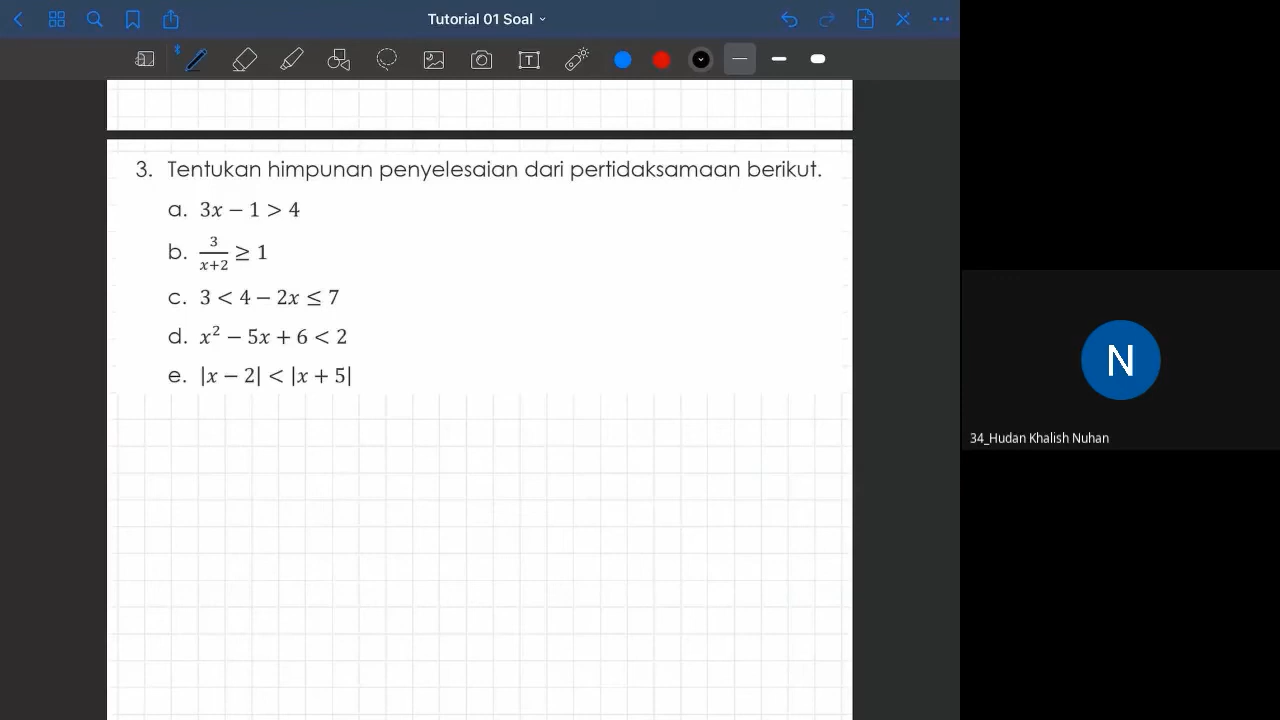 Tutorial 01 Soal
T
3. Tentukan himpunan penyelesaian dari pertidaksamaan berikut.
a. 3x − 1 > 4
b. 3/(x+2) ≥ 1
c. 3 < 4 − 2x ≤ 7
d. x² − 5x + 6 < 2
e. |x − 2| < |x + 5|
N
34_Hudan Khalish Nuhan